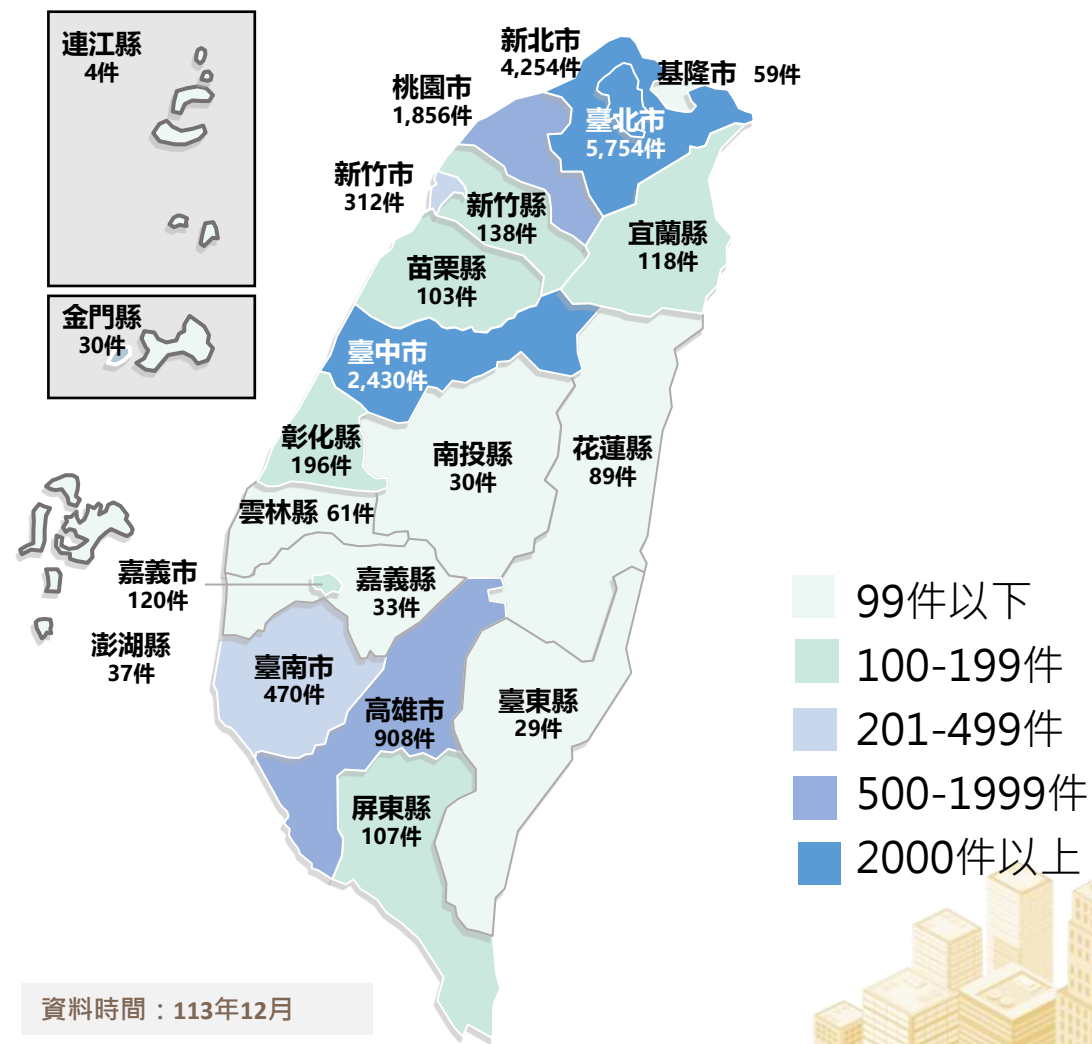 連江縣
4件
新北市
4,254件
基隆市 59件
桃園市
1,856件
臺北市
5,754件
新竹市
312件
新竹縣
138件
宜蘭縣
118件
苗栗縣
103件
金門縣
30件
臺中市
2,430件
彰化縣
196件
南投縣
30件
花蓮縣
89件
雲林縣 61件
嘉義市
120件
嘉義縣
33件
澎湖縣
37件
臺南市
470件
高雄市
908件
臺東縣
29件
屏東縣
107件
99件以下
100-199件
201-499件
500-1999件
2000件以上
資料時間：113年12月